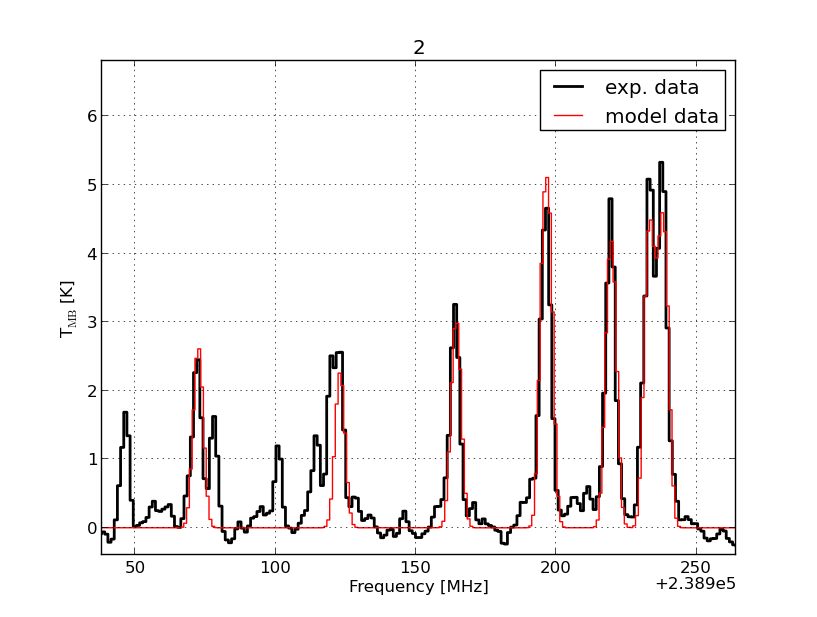 2
exp. data
model data
6
5
4
3
2
1
0
T_MB [K]
50 100 150 200 250
Frequency [MHz]
+2.389e5